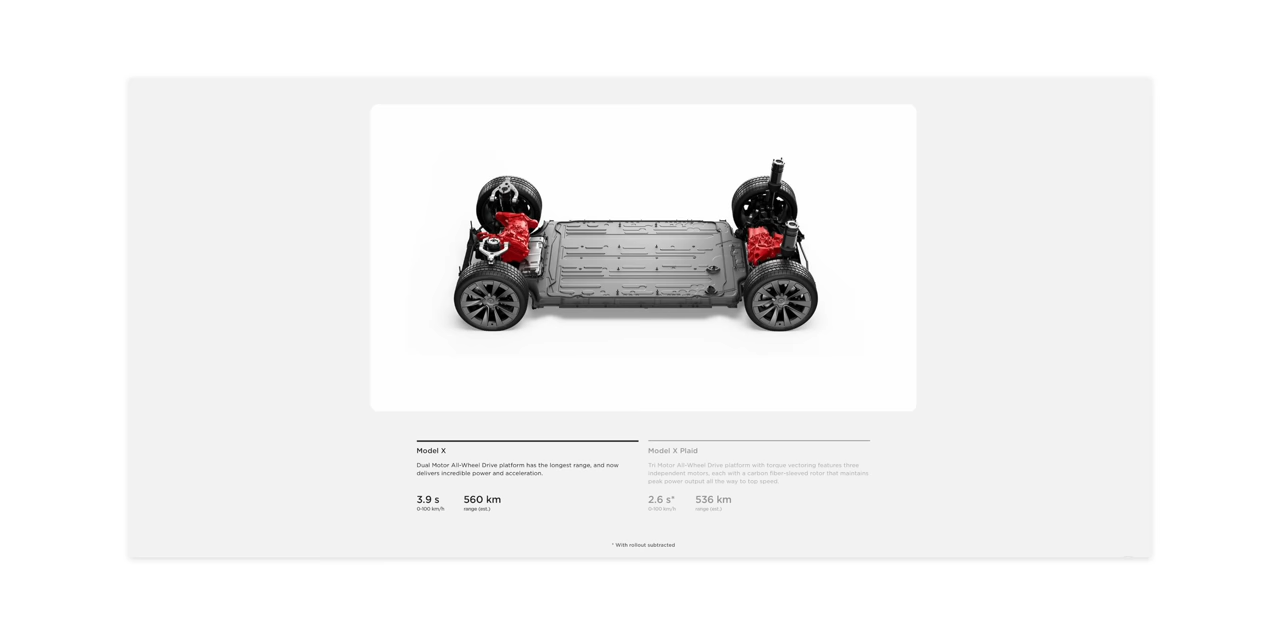 Model X
Dual Motor All-Wheel Drive platform has the longest range, and now
delivers incredible power and acceleration.
3.9 s
0-100 km/h
560 km
range (est.)
Model X Plaid
Tri Motor All-Wheel Drive platform with torque vectoring features three
independent motors, each with a carbon fiber-sleeved rotor that maintains
peak power output all the way to top speed.
2.6 s*
0-100 km/h
536 km
range (est.)
* With rollout subtracted.